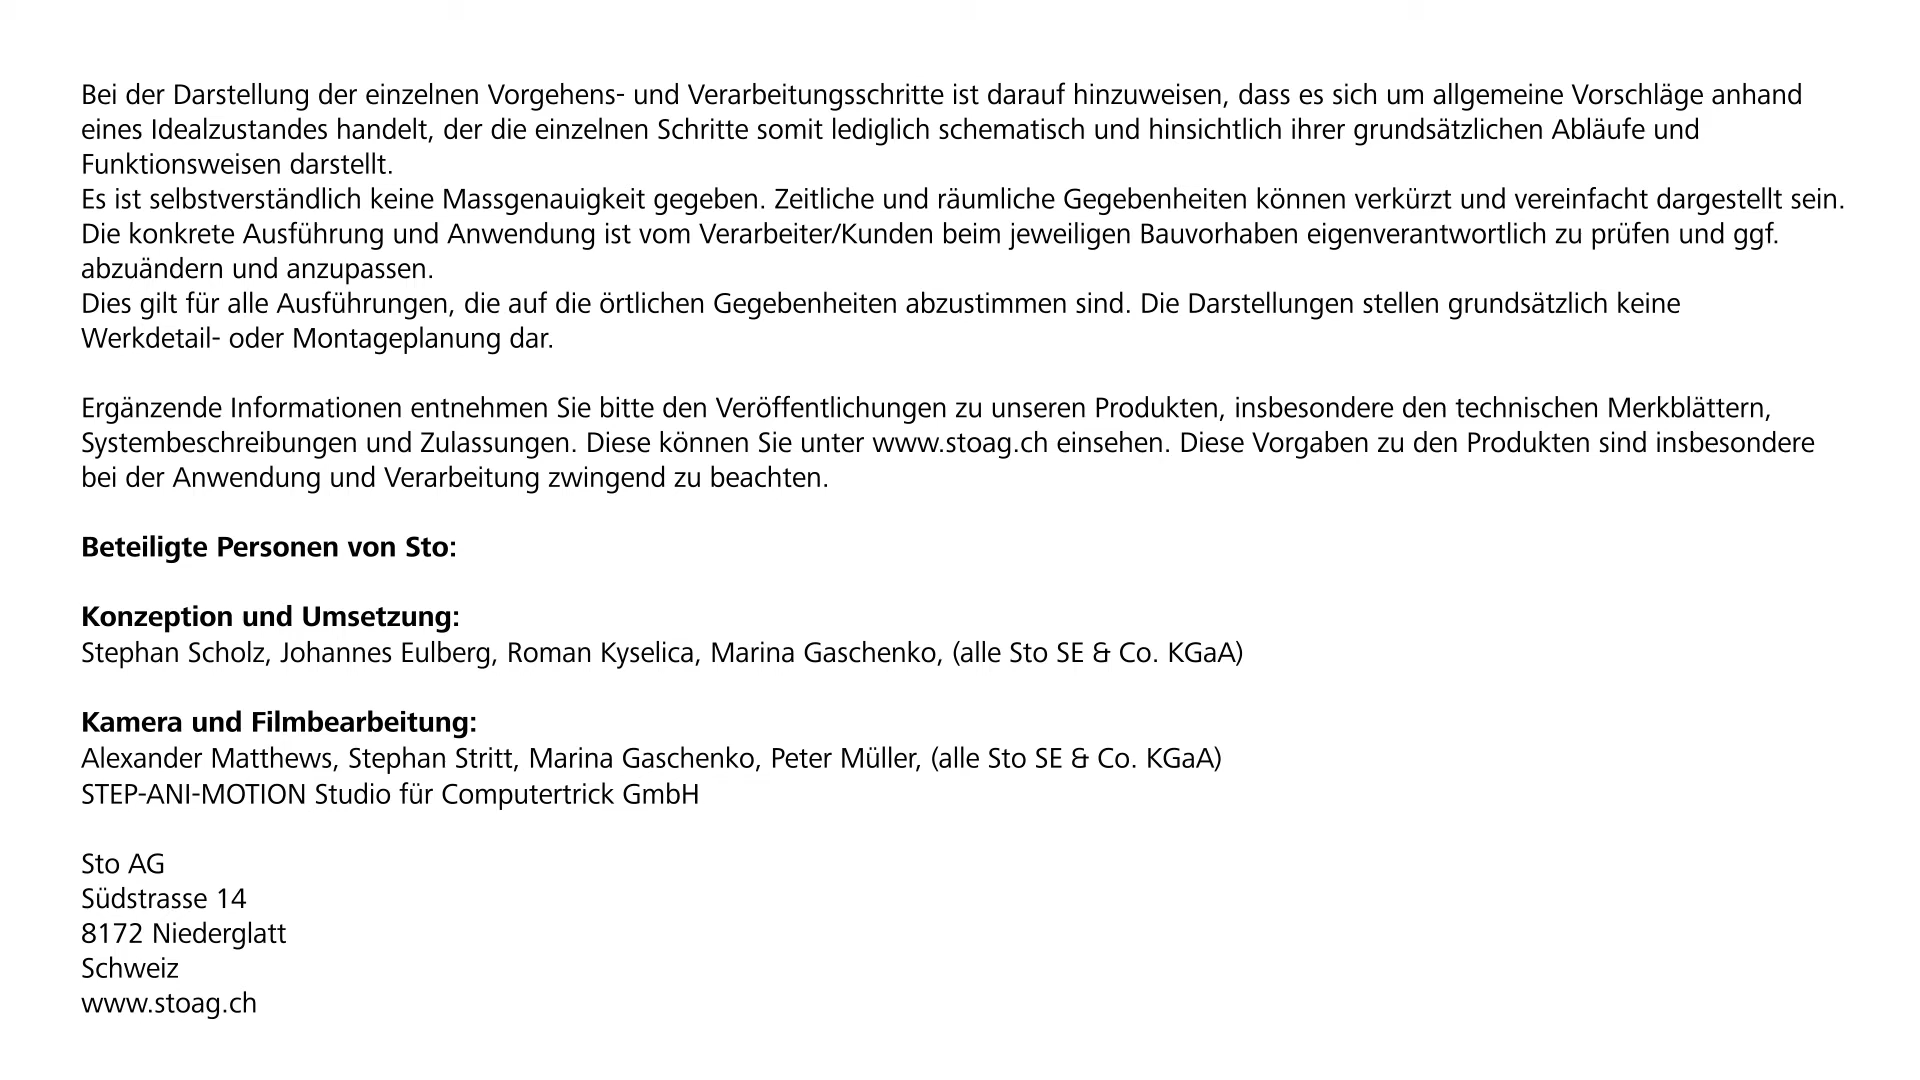 Bei der Darstellung der einzelnen Vorgehens- und Verarbeitungsschritte ist darauf hinzuweisen, dass es sich um allgemeine Vorschläge anhand
eines Idealzustandes handelt, der die einzelnen Schritte somit lediglich schematisch und hinsichtlich ihrer grundsätzlichen Abläufe und
Funktionsweisen darstellt.
Es ist selbstverständlich keine Massgenauigkeit gegeben. Zeitliche und räumliche Gegebenheiten können verkürzt und vereinfacht dargestellt sein.
Die konkrete Ausführung und Anwendung ist vom Verarbeiter/Kunden beim jeweiligen Bauvorhaben eigenverantwortlich zu prüfen und ggf.
abzuändern und anzupassen.
Dies gilt für alle Ausführungen, die auf die örtlichen Gegebenheiten abzustimmen sind. Die Darstellungen stellen grundsätzlich keine
Werkdetail- oder Montageplanung dar.
Ergänzende Informationen entnehmen Sie bitte den Veröffentlichungen zu unseren Produkten, insbesondere den technischen Merkblättern,
Systembeschreibungen und Zulassungen. Diese können Sie unter www.stoag.ch einsehen. Diese Vorgaben zu den Produkten sind insbesondere
bei der Anwendung und Verarbeitung zwingend zu beachten.
Beteiligte Personen von Sto:
Konzeption und Umsetzung:
Stephan Scholz, Johannes Eulberg, Roman Kyselica, Marina Gaschenko, (alle Sto SE & Co. KGaA)
Kamera und Filmbearbeitung:
Alexander Matthews, Stephan Stritt, Marina Gaschenko, Peter Müller, (alle Sto SE & Co. KGaA)
STEP-ANI-MOTION Studio für Computertrick GmbH
Sto AG
Südstrasse 14
8172 Niederglatt
Schweiz
www.stoag.ch